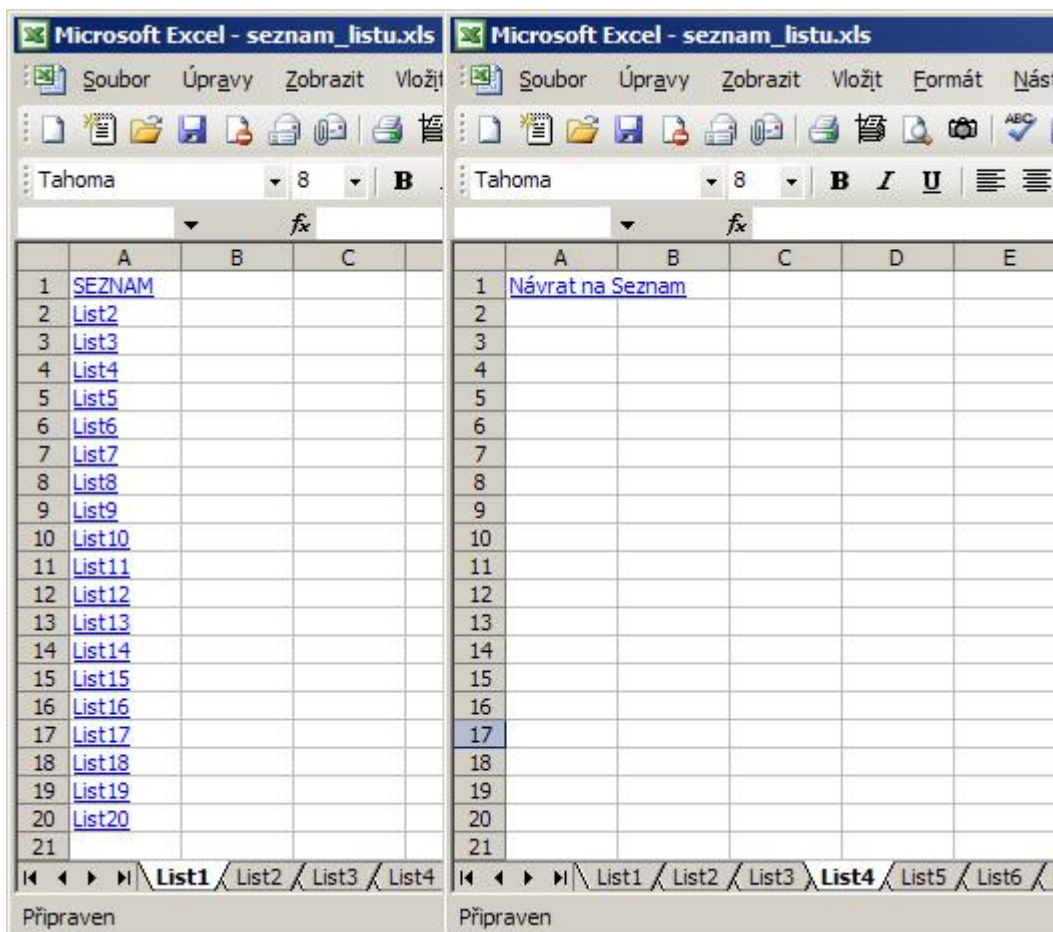 Microsoft Excel - seznam_listu.xls
Soubor Úpravy Zobrazit Vložit
Tahoma 8 B
fx
A B C
1 SEZNAM
2 List2
3 List3
4 List4
5 List5
6 List6
7 List7
8 List8
9 List9
10 List10
11 List11
12 List12
13 List13
14 List14
15 List15
16 List16
17 List17
18 List18
19 List19
20 List20
21
List1 List2 List3 List4
Připraven
Microsoft Excel - seznam_listu.xls
Soubor Úpravy Zobrazit Vložit Formát Nást
ABC
Tahoma 8 B I U
fx
A B C D E
1 Návrat na Seznam
2
3
4
5
6
7
8
9
10
11
12
13
14
15
16
17
18
19
20
21
List1 List2 List3 List4 List5 List6
Připraven